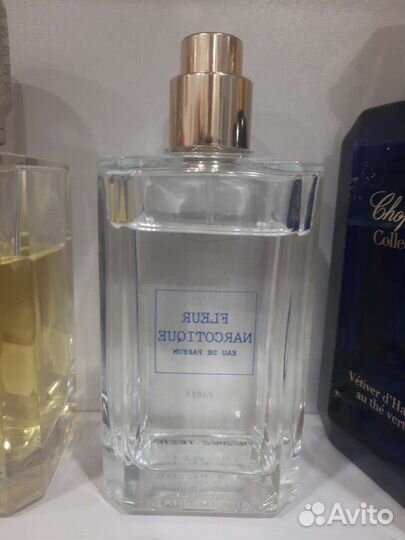 FLEUR
NARCOTIQUE
EAU DE PARFUM
PARIS
Chop
Colle
Vétiver d'Ha
au thé vert
Avito